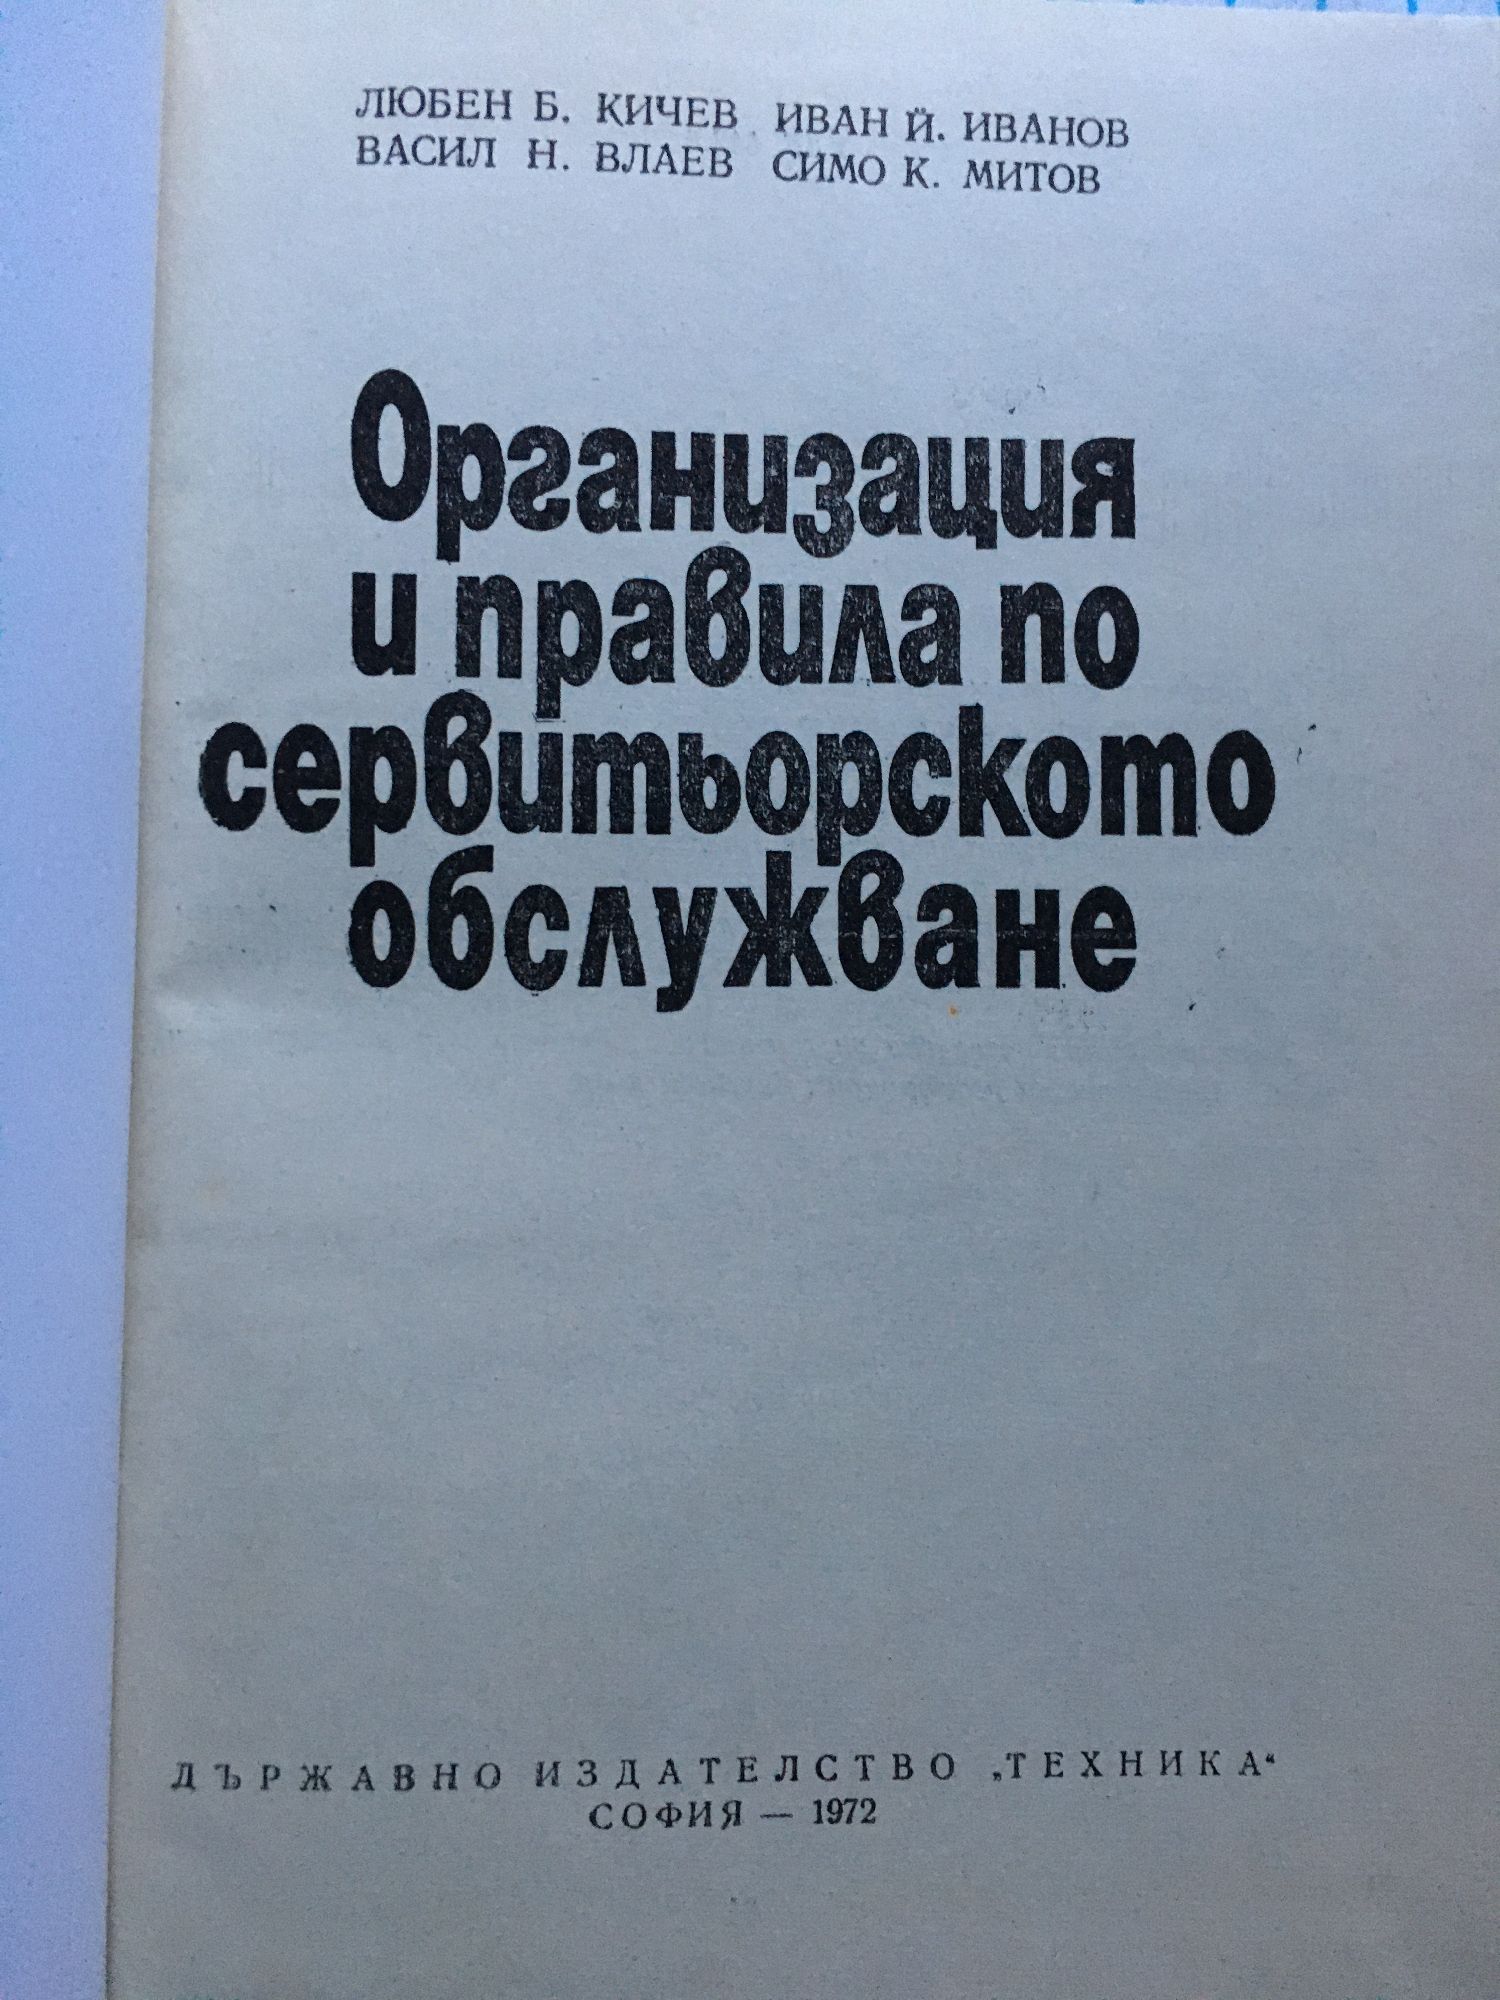 ЛЮБЕН Б. КИЧЕВ ИВАН Й. ИВАНОВ
ВАСИЛ Н. ВЛАЕВ СИМО К. МИТОВ
Организация
и правила по
сервитьорското
обслужване
ДЪРЖАВНО ИЗДАТЕЛСТВО „ТЕХНИКА“
СОФИЯ — 1972